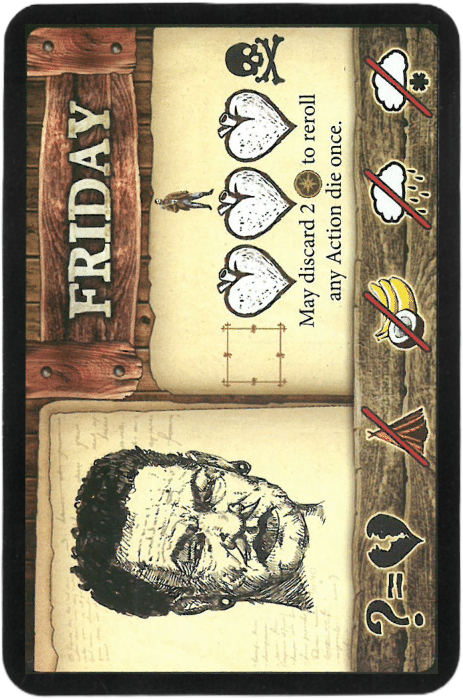 FRIDAY
May discard 2 to reroll
any Action die once.
? =